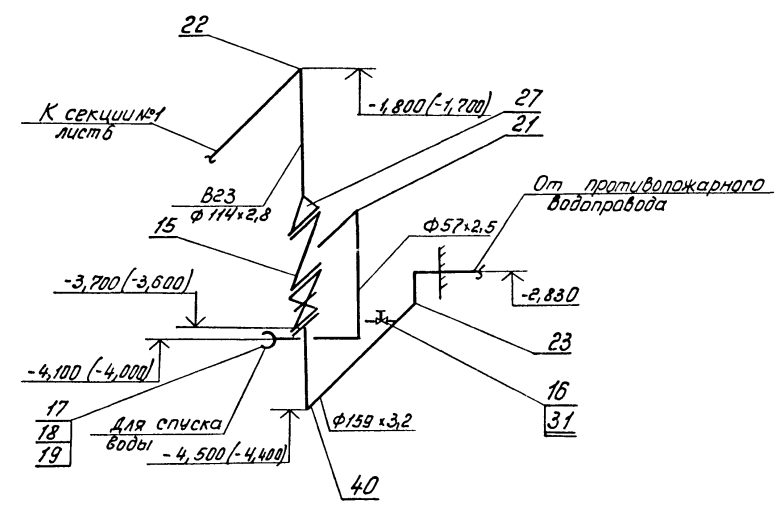 22
-1,800 (-1,700)
27
21
К секции №1
лист 6
От противопожарного
водопровода
В23
ф 114×2,8
15
ф57×2,5
-3,700 (-3,600)
-2,830
23
-4,100 (-4,000)
17
18
19
Для спуска
воды
16
31
ф159×3,2
-4,500 (-4,400)
40